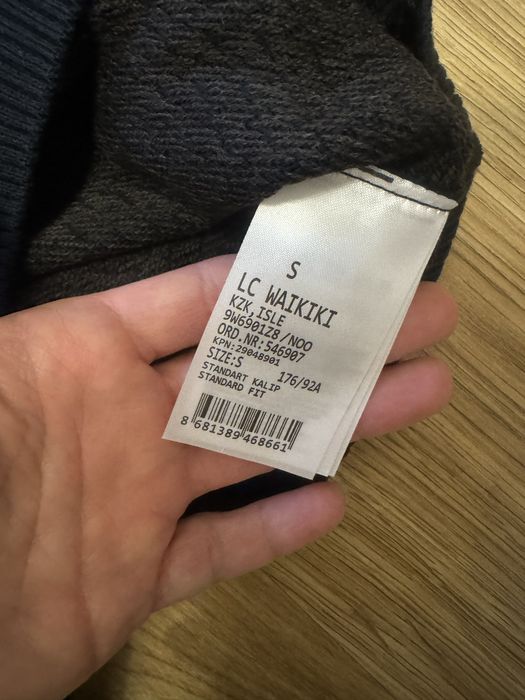 S
LC WAIKIKI
KZK,ISLE
9W6901Z8/NOO
ORD.NR:546907
KPN:29048901
SIZE:S 176/92A
STANDART KALIP
STANDARD FIT
8 681389 468661